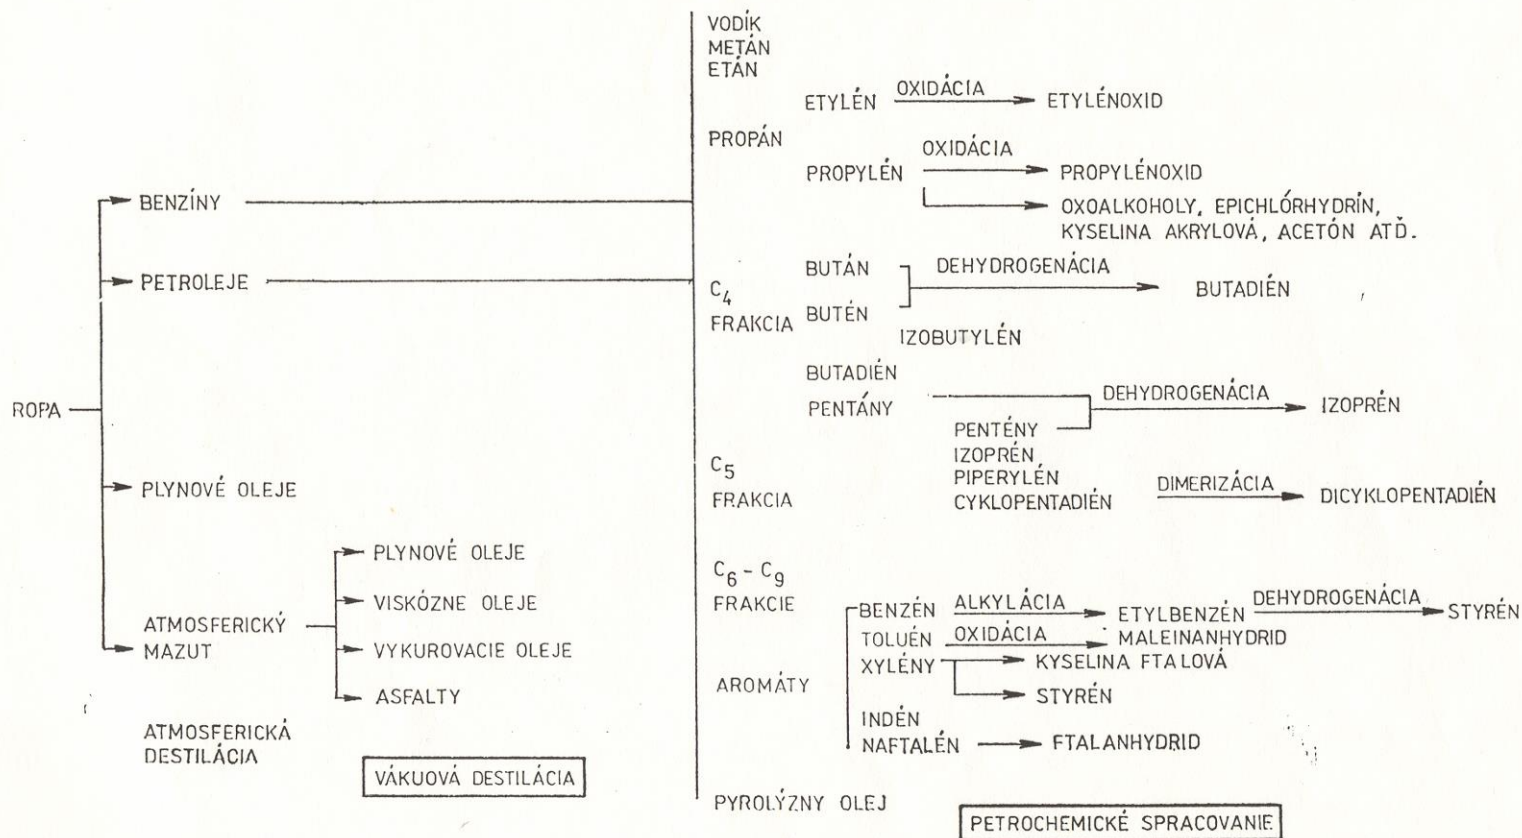 ROPA
BENZÍNY
PETROLEJE
PLYNOVÉ OLEJE
ATMOSFERICKÝ
MAZUT
ATMOSFERICKÁ
DESTILÁCIA
PLYNOVÉ OLEJE
VISKÓZNE OLEJE
VYKUROVACIE OLEJE
ASFALTY
VÁKUOVÁ DESTILÁCIA
VODÍK
METÁN
ETÁN
ETYLÉN OXIDÁCIA ETYLÉNOXID
PROPÁN
OXIDÁCIA
PROPYLÉN PROPYLÉNOXID
OXOALKOHOLY, EPICHLÓRHYDRÍN,
KYSELINA AKRYLOVÁ, ACETÓN ATĎ.
C4
FRAKCIA
BUTÁN DEHYDROGENÁCIA
BUTADIÉN
BUTÉN
IZOBUTYLÉN
BUTADIÉN
PENTÁNY DEHYDROGENÁCIA IZOPRÉN
PENTÉNY
IZOPRÉN
C5
FRAKCIA
PIPERYLÉN
CYKLOPENTADIÉN DIMERIZÁCIA DICYKLOPENTADIÉN
C6 – C9
FRAKCIE
BENZÉN ALKYLÁCIA ETYLBENZÉN DEHYDROGENÁCIA STYRÉN
TOLUÉN OXIDÁCIA MALEINANHYDRID
XYLÉNY KYSELINA FTALOVÁ
AROMÁTY
STYRÉN
INDÉN
NAFTALÉN FTALANHYDRID
PYROLÝZNY OLEJ
PETROCHEMICKÉ SPRACOVANIE